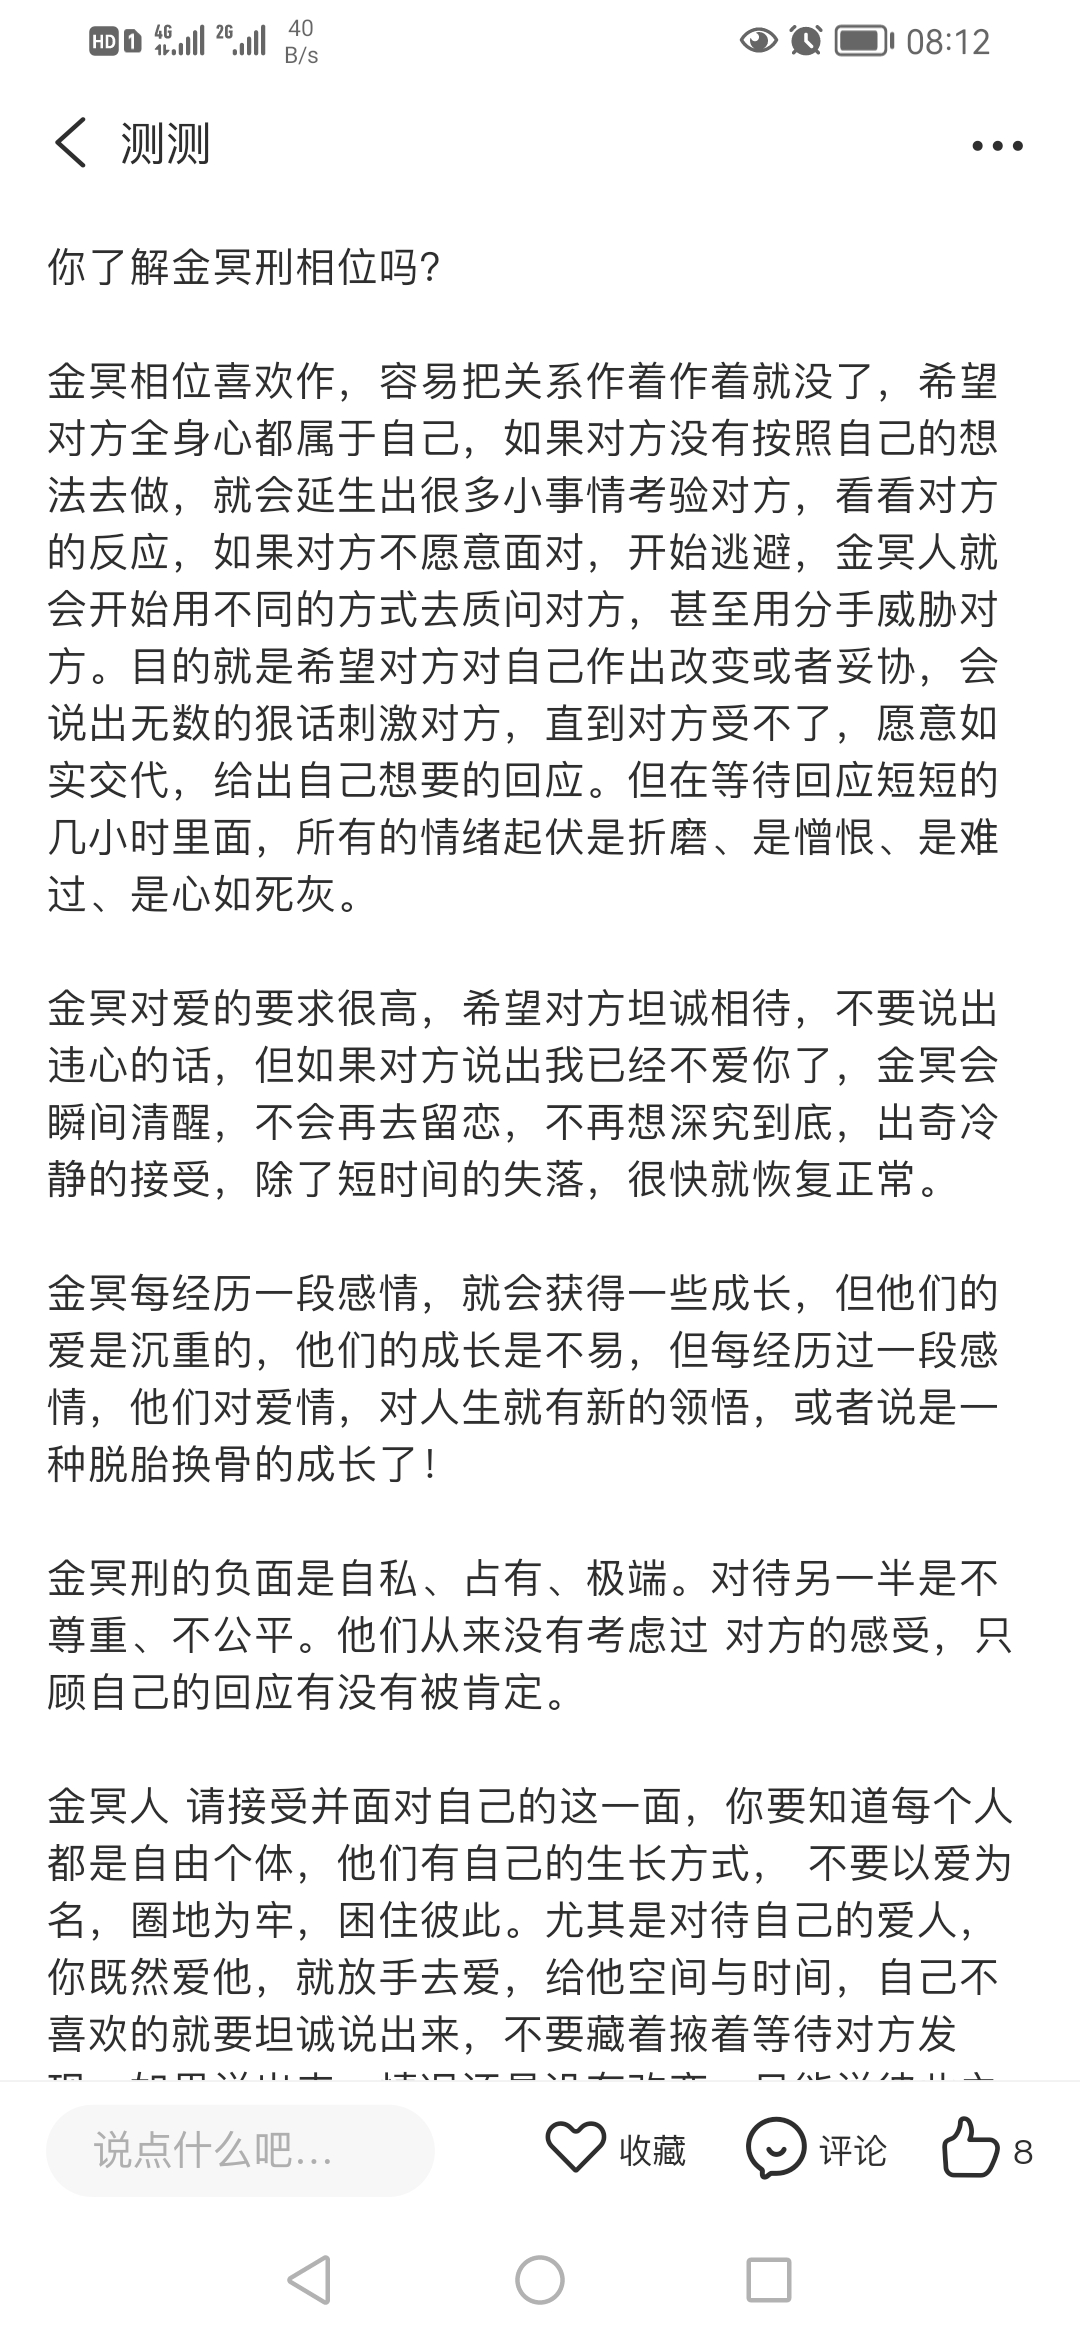 HD 1 4G 2G 40 B/s 08:12
测测
你了解金冥刑相位吗?
金冥相位喜欢作，容易把关系作着作着就没了，希望
对方全身心都属于自己，如果对方没有按照自己的想
法去做，就会延生出很多小事情考验对方，看看对方
的反应，如果对方不愿意面对，开始逃避，金冥人就
会开始用不同的方式去质问对方，甚至用分手威胁对
方。目的就是希望对方对自己作出改变或者妥协，会
说出无数的狠话刺激对方，直到对方受不了，愿意如
实交代，给出自己想要的回应。但在等待回应短短的
几小时里面，所有的情绪起伏是折磨、是憎恨、是难
过、是心如死灰。
金冥对爱的要求很高，希望对方坦诚相待，不要说出
违心的话，但如果对方说出我已经不爱你了，金冥会
瞬间清醒，不会再去留恋，不再想深究到底，出奇冷
静的接受，除了短时间的失落，很快就恢复正常。
金冥每经历一段感情，就会获得一些成长，但他们的
爱是沉重的，他们的成长是不易，但每经历过一段感
情，他们对爱情，对人生就有新的领悟，或者说是一
种脱胎换骨的成长了！
金冥刑的负面是自私、占有、极端。对待另一半是不
尊重、不公平。他们从来没有考虑过 对方的感受，只
顾自己的回应有没有被肯定。
金冥人 请接受并面对自己的这一面，你要知道每个人
都是自由个体，他们有自己的生长方式， 不要以爱为
名，圈地为牢，困住彼此。尤其是对待自己的爱人，
你既然爱他，就放手去爱，给他空间与时间，自己不
喜欢的就要坦诚说出来，不要藏着掖着等待对方发
说点什么吧... 收藏 评论 8